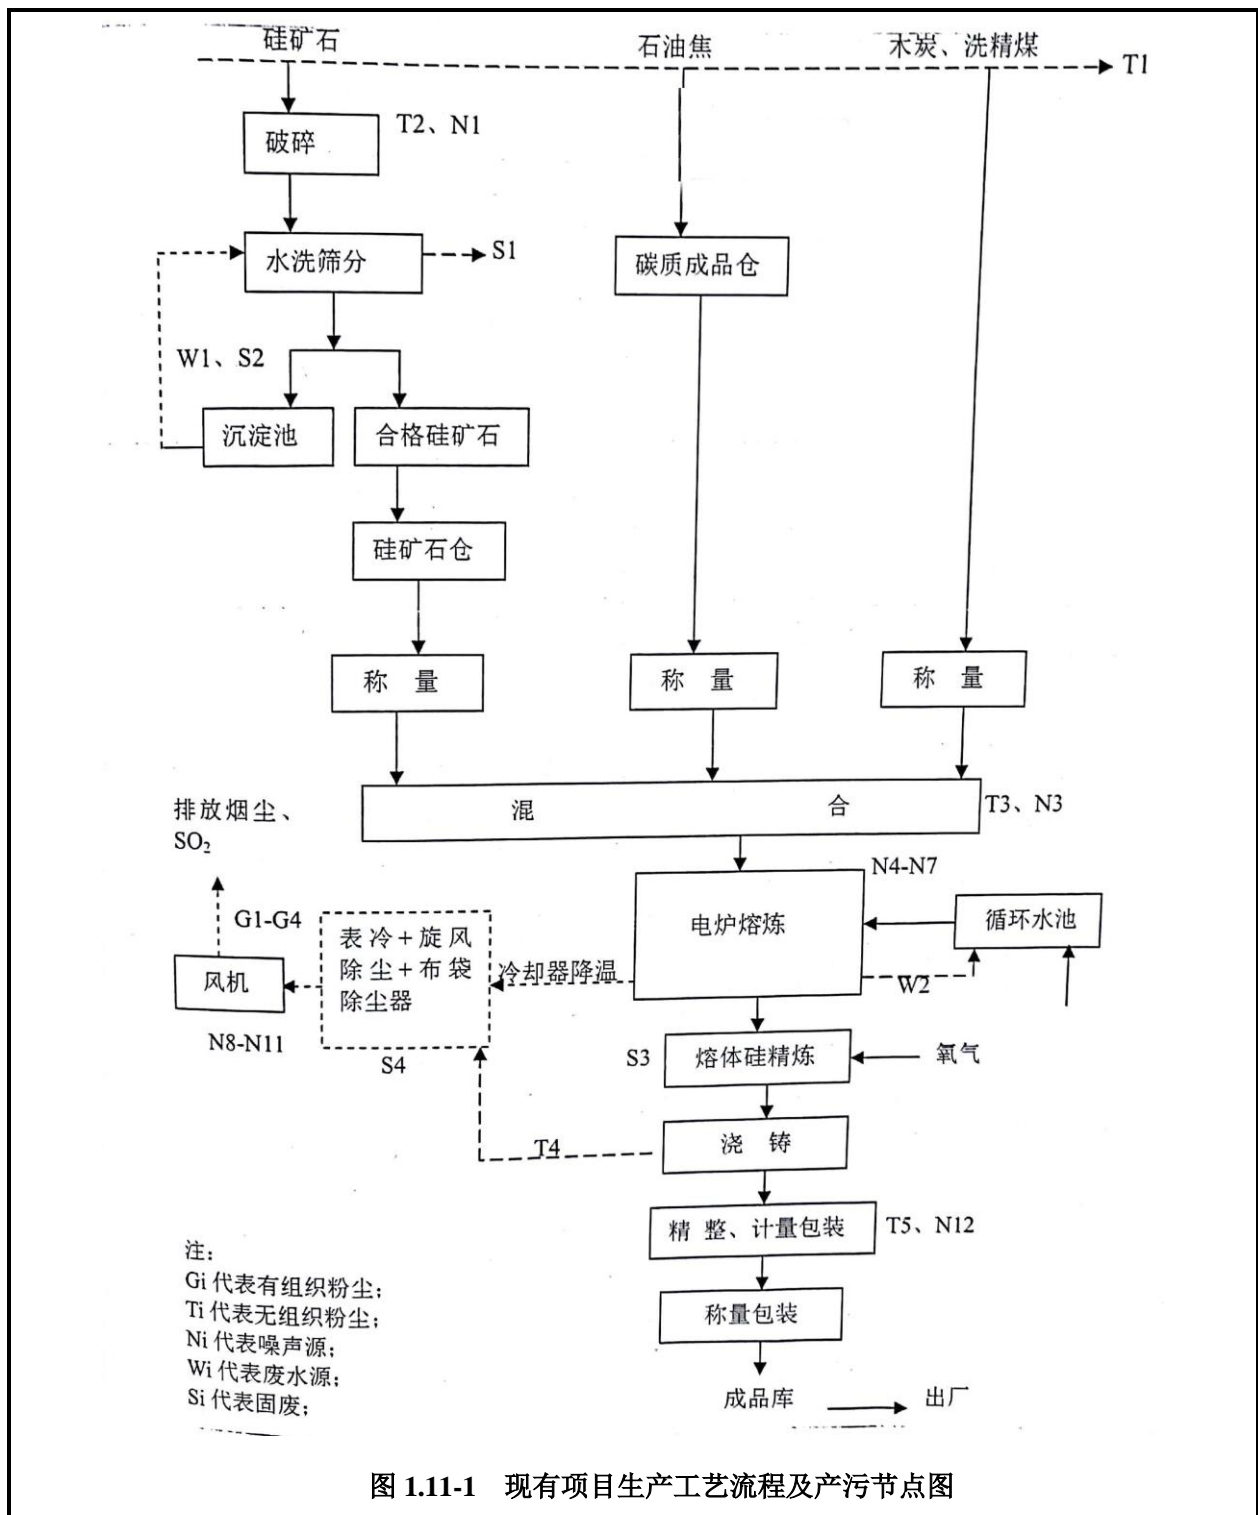 硅矿石
石油焦
木炭、洗精煤
T1
破碎
T2、N1
水洗筛分
S1
碳质成品仓
W1、S2
沉淀池
合格硅矿石
硅矿石仓
称 量
称 量
称 量
混 合
T3、N3
排放烟尘、
SO₂
N4-N7
G1-G4
表冷+旋风
除尘+布袋
除尘器
冷却器降温
电炉熔炼
循环水池
风机
W2
N8-N11
S4
S3
熔体硅精炼
氧气
T4
浇 铸
精 整、计量包装
T5、N12
称量包装
成品库
出厂
注：
Gi 代表有组织粉尘；
Ti 代表无组织粉尘；
Ni 代表噪声源；
Wi 代表废水源；
Si 代表固废；
图 1.11-1 现有项目生产工艺流程及产污节点图